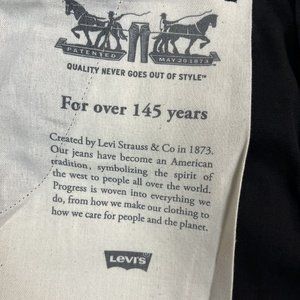 PATENTED MAY 20 1873
QUALITY NEVER GOES OUT OF STYLE™
For over 145 years
Created by Levi Strauss & Co in 1873.
Our jeans have become an American
tradition, symbolizing the spirit of
the west to people all over the world.
Progress is woven into everything we
do, from how we make our clothing to
how we care for people and the planet.
LEVI'S